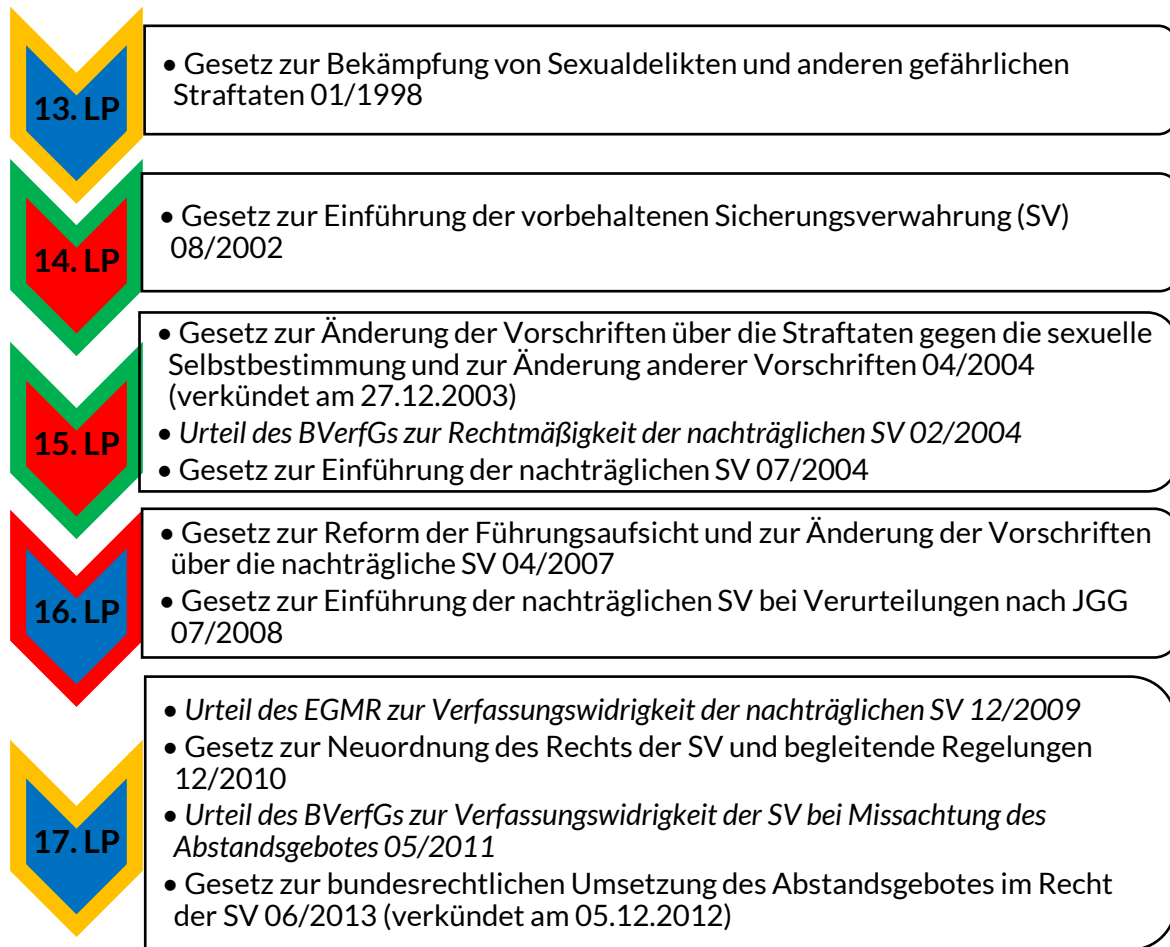 13. LP
• Gesetz zur Bekämpfung von Sexualdelikten und anderen gefährlichen
Straftaten 01/1998
14. LP
• Gesetz zur Einführung der vorbehaltenen Sicherungsverwahrung (SV)
08/2002
15. LP
• Gesetz zur Änderung der Vorschriften über die Straftaten gegen die sexuelle
Selbstbestimmung und zur Änderung anderer Vorschriften 04/2004
(verkündet am 27.12.2003)
• Urteil des BVerfGs zur Rechtmäßigkeit der nachträglichen SV 02/2004
• Gesetz zur Einführung der nachträglichen SV 07/2004
16. LP
• Gesetz zur Reform der Führungsaufsicht und zur Änderung der Vorschriften
über die nachträgliche SV 04/2007
• Gesetz zur Einführung der nachträglichen SV bei Verurteilungen nach JGG
07/2008
17. LP
• Urteil des EGMR zur Verfassungswidrigkeit der nachträglichen SV 12/2009
• Gesetz zur Neuordnung des Rechts der SV und begleitende Regelungen
12/2010
• Urteil des BVerfGs zur Verfassungswidrigkeit der SV bei Missachtung des
Abstandsgebotes 05/2011
• Gesetz zur bundesrechtlichen Umsetzung des Abstandsgebotes im Recht
der SV 06/2013 (verkündet am 05.12.2012)